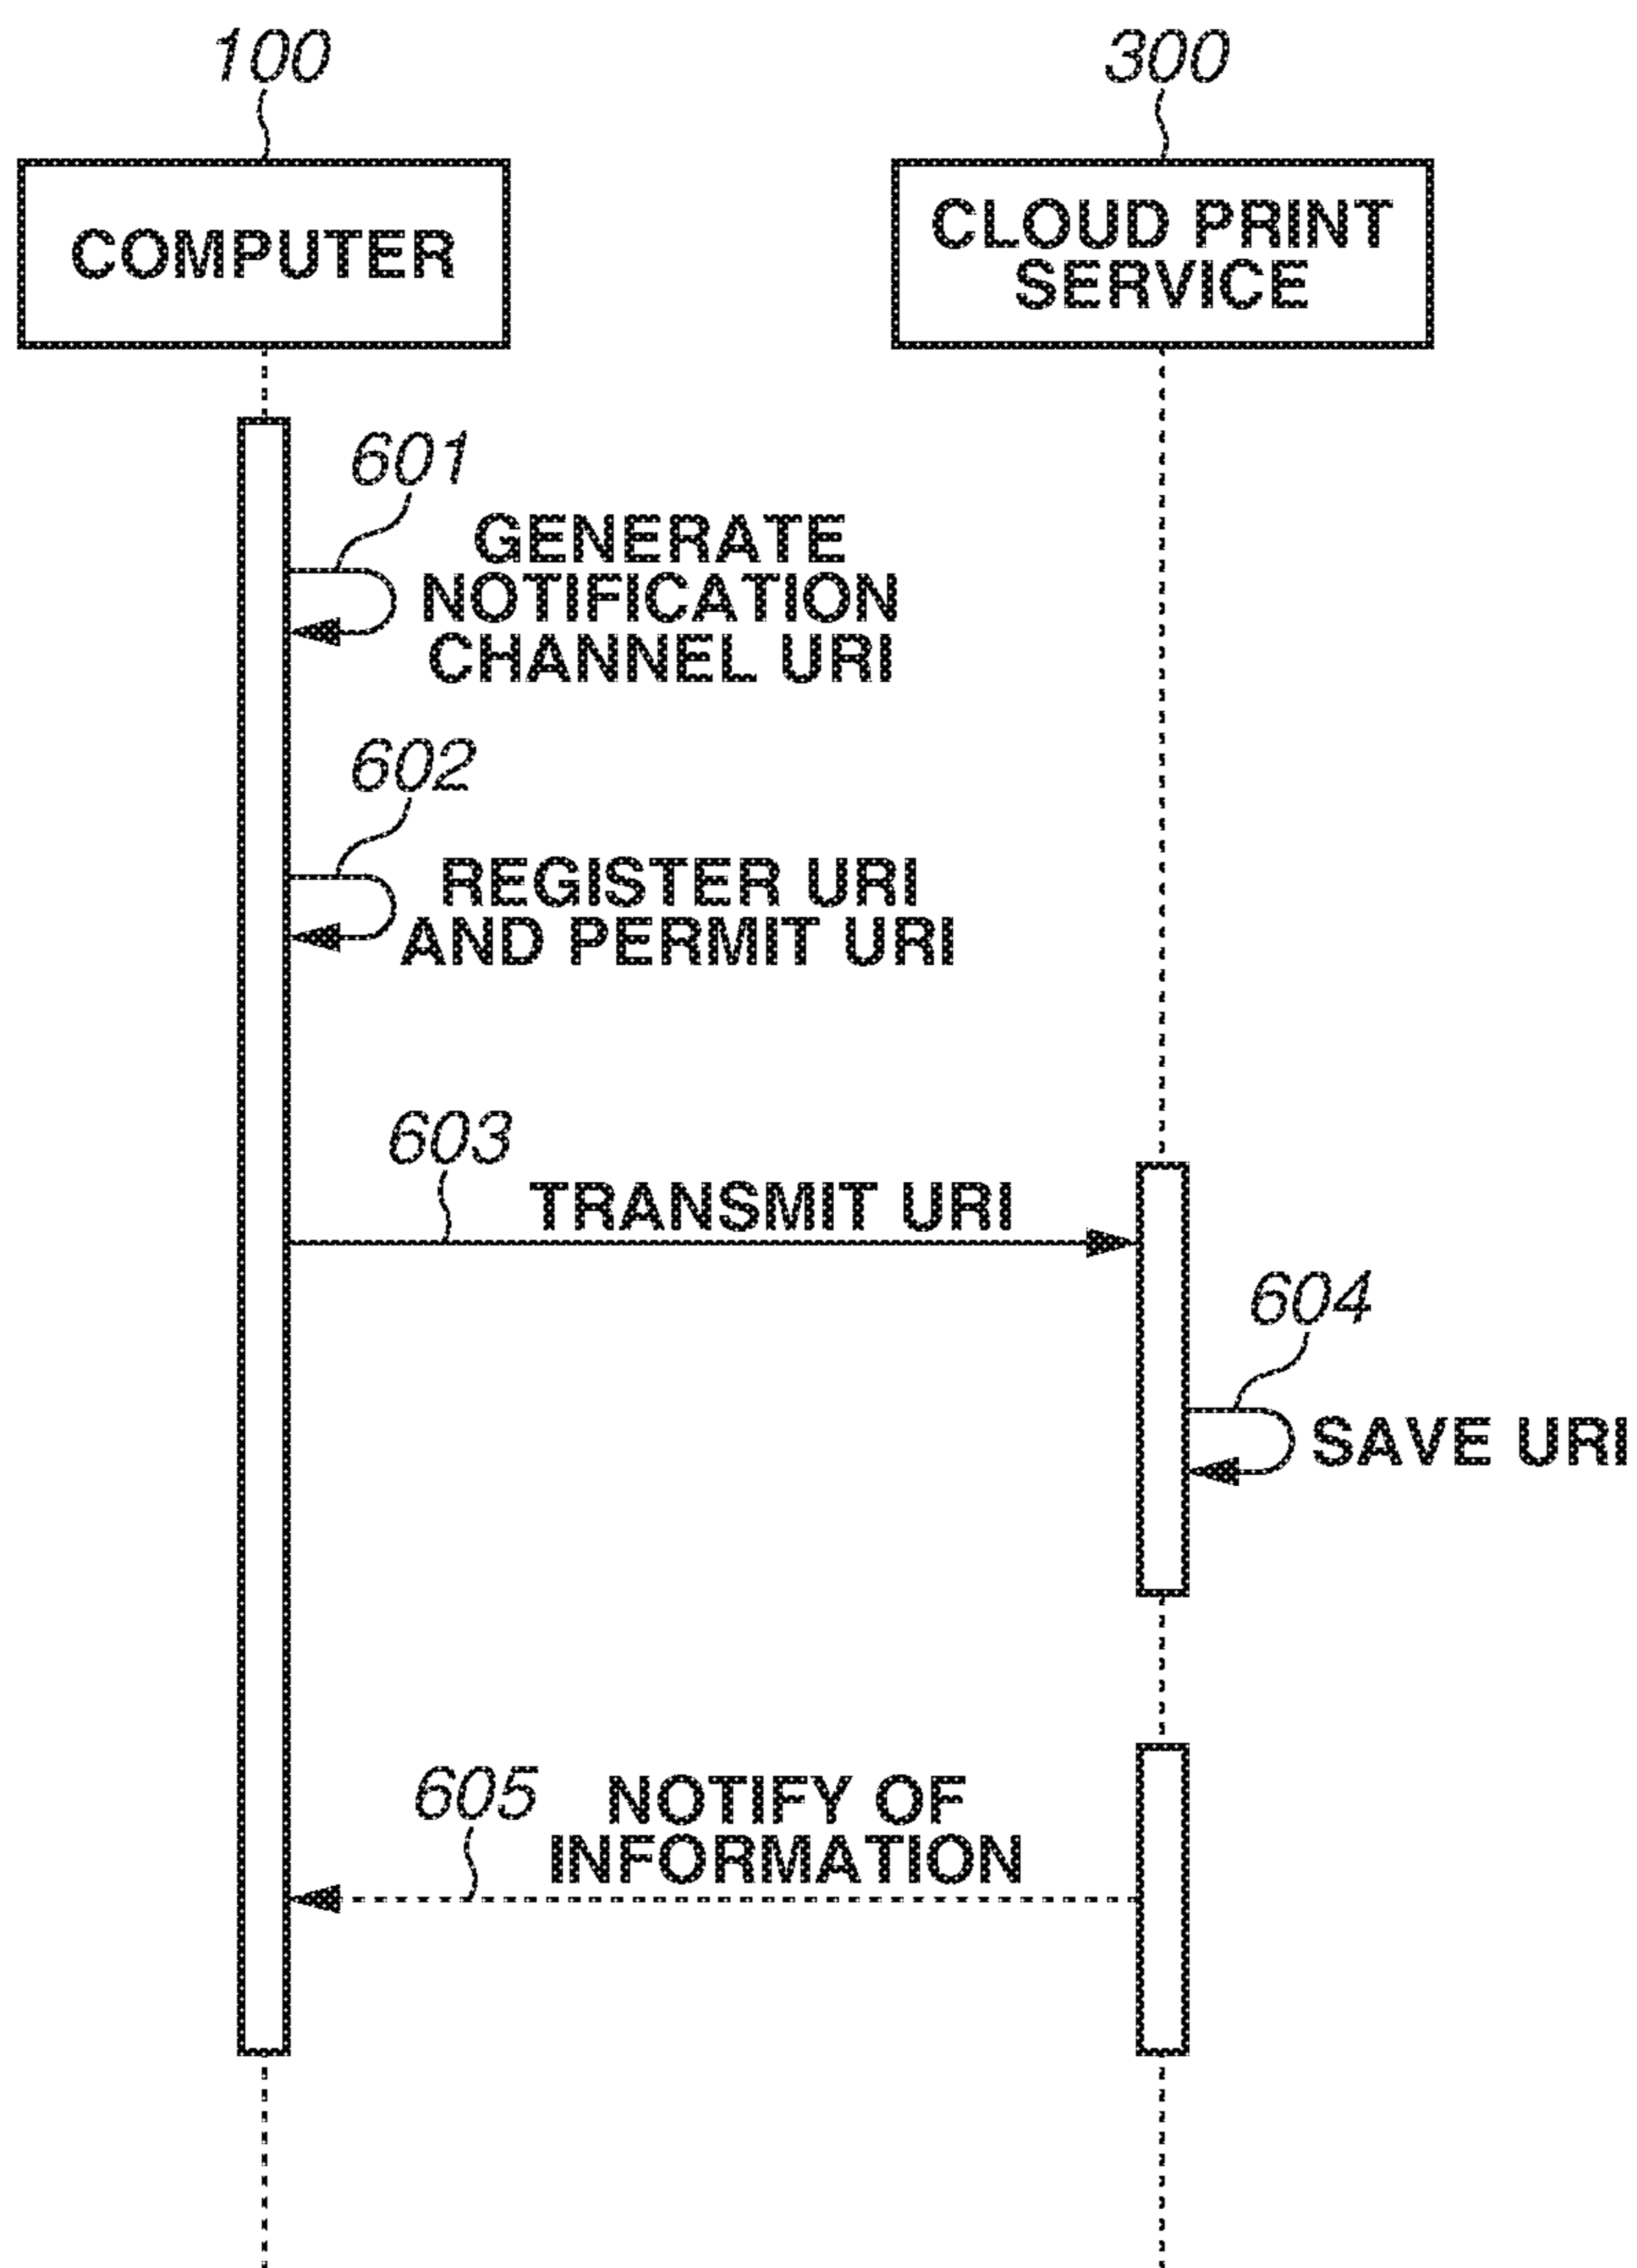 100
300
COMPUTER
CLOUD PRINT
SERVICE
601
GENERATE
NOTIFICATION
CHANNEL URI
602
REGISTER URI
AND PERMIT URI
603
TRANSMIT URI
604
SAVE URI
605
NOTIFY OF
INFORMATION